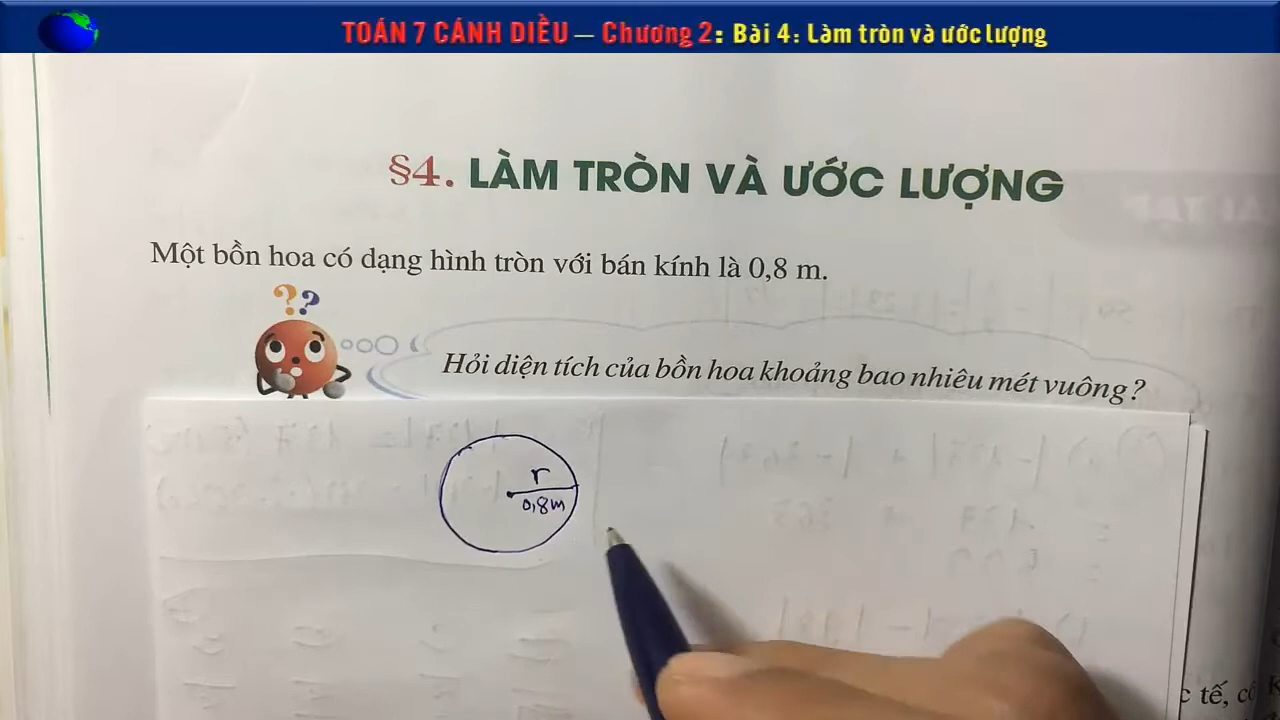 TOÁN 7 CÁNH DIỀU – Chương 2: Bài 4: Làm tròn và ước lượng
§4. LÀM TRÒN VÀ ƯỚC LƯỢNG
Một bồn hoa có dạng hình tròn với bán kính là 0,8 m.
??
Hỏi diện tích của bồn hoa khoảng bao nhiêu mét vuông?
r
0,8m
tế, có